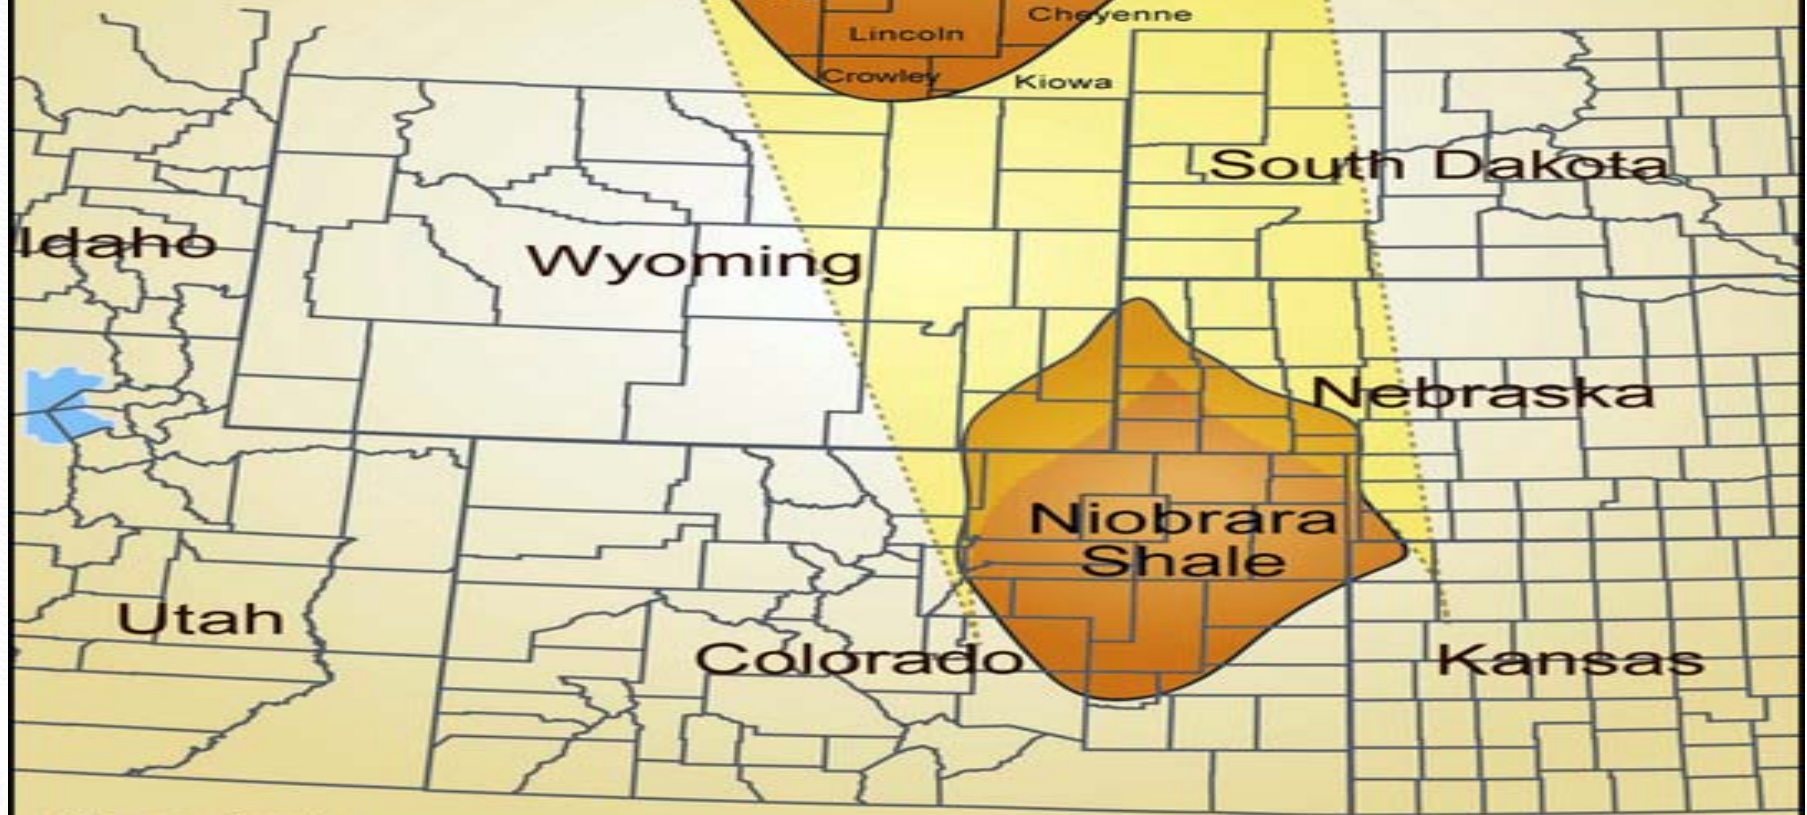 Cheyenne
Lincoln
Crowley
Kiowa
South Dakota
Idaho
Wyoming
Nebraska
Niobrara
Shale
Utah
Colorado
Kansas